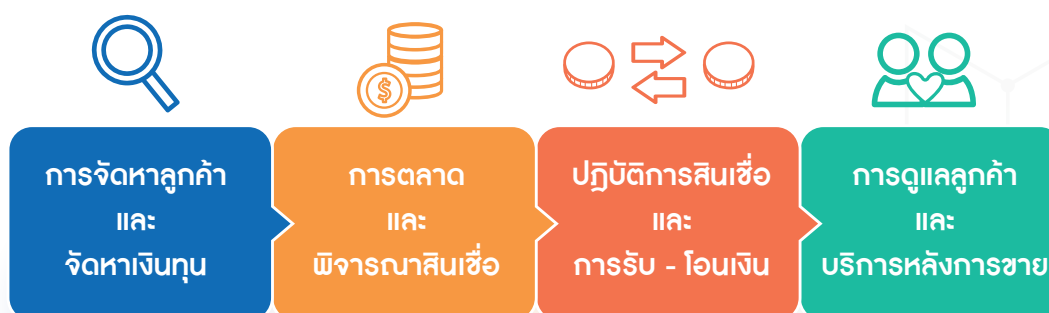 $
การจัดหาลูกค้า
และ
จัดหาเงินทุน
การตลาด
และ
พิจารณาสินเชื่อ
ปฏิบัติการสินเชื่อ
และ
การรับ - โอนเงิน
การดูแลลูกค้า
และ
บริการหลังการขาย